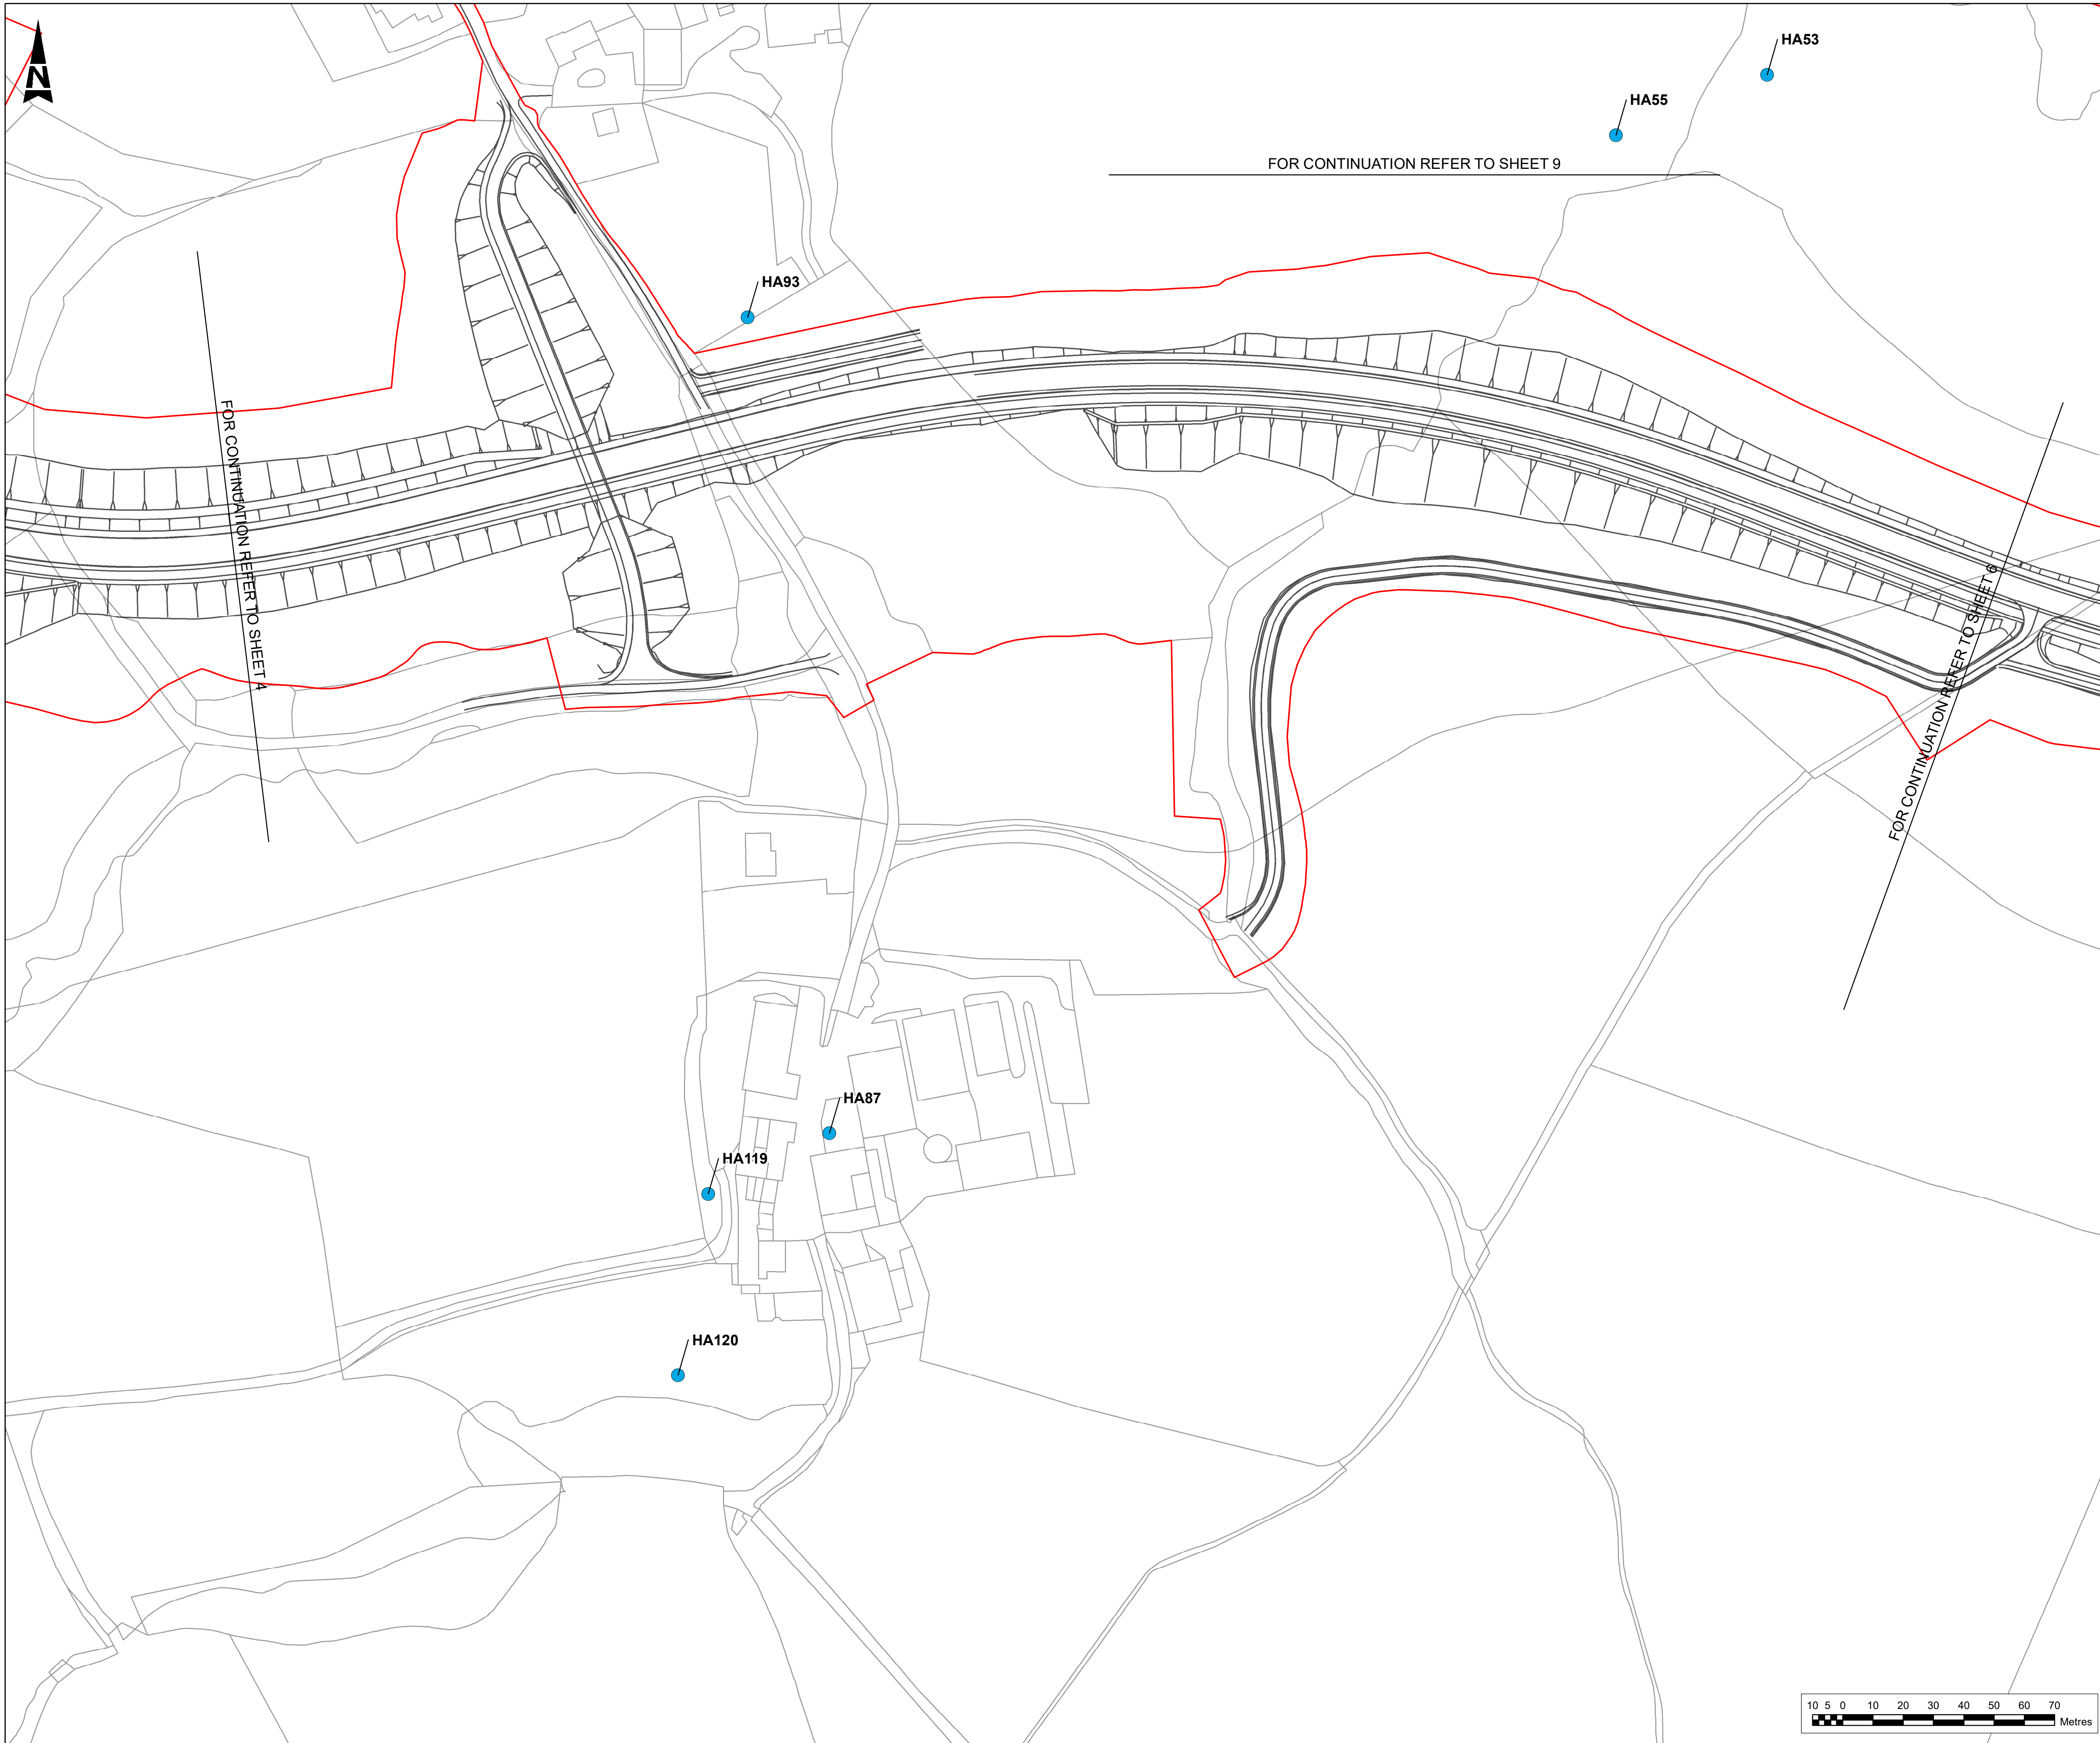 N
HA53
HA55
FOR CONTINUATION REFER TO SHEET 9
HA93
FOR CONTINUATION REFER TO SHEET 4
FOR CONTINUATION REFER TO SHEET 6
HA87
HA119
HA120
10 5 0 10 20 30 40 50 60 70
Metres